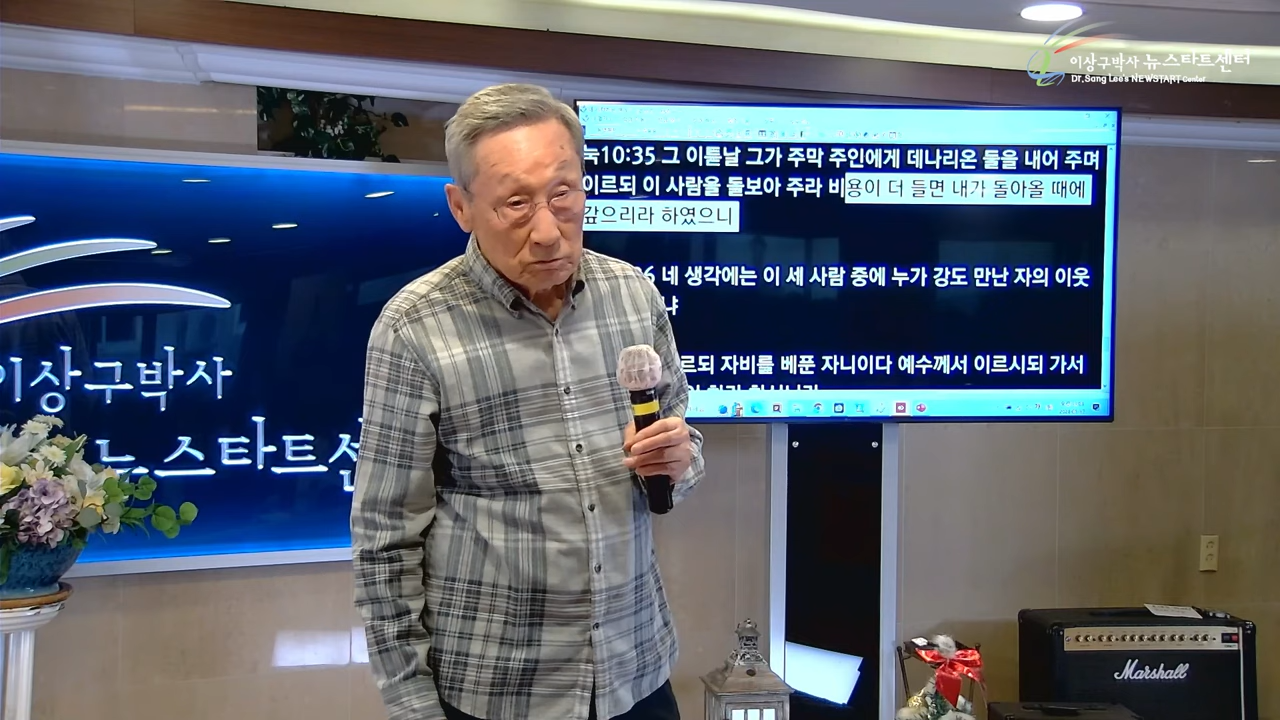 이상구박사 뉴스타트센터
Dr. Sang Lee's NEWSTART Center
눅10:35 그 이튿날 그가 주막 주인에게 데나리온 둘을 내어 주며
이르되 이 사람을 돌보아 주라 비용이 더 들면 내가 돌아올 때에
갚으리라 하였으니
6 네 생각에는 이 세 사람 중에 누가 강도 만난 자의 이웃
냐
르되 자비를 베푼 자니이다 예수께서 이르시되 가서
이상구박사
뉴스타트센
Marshall